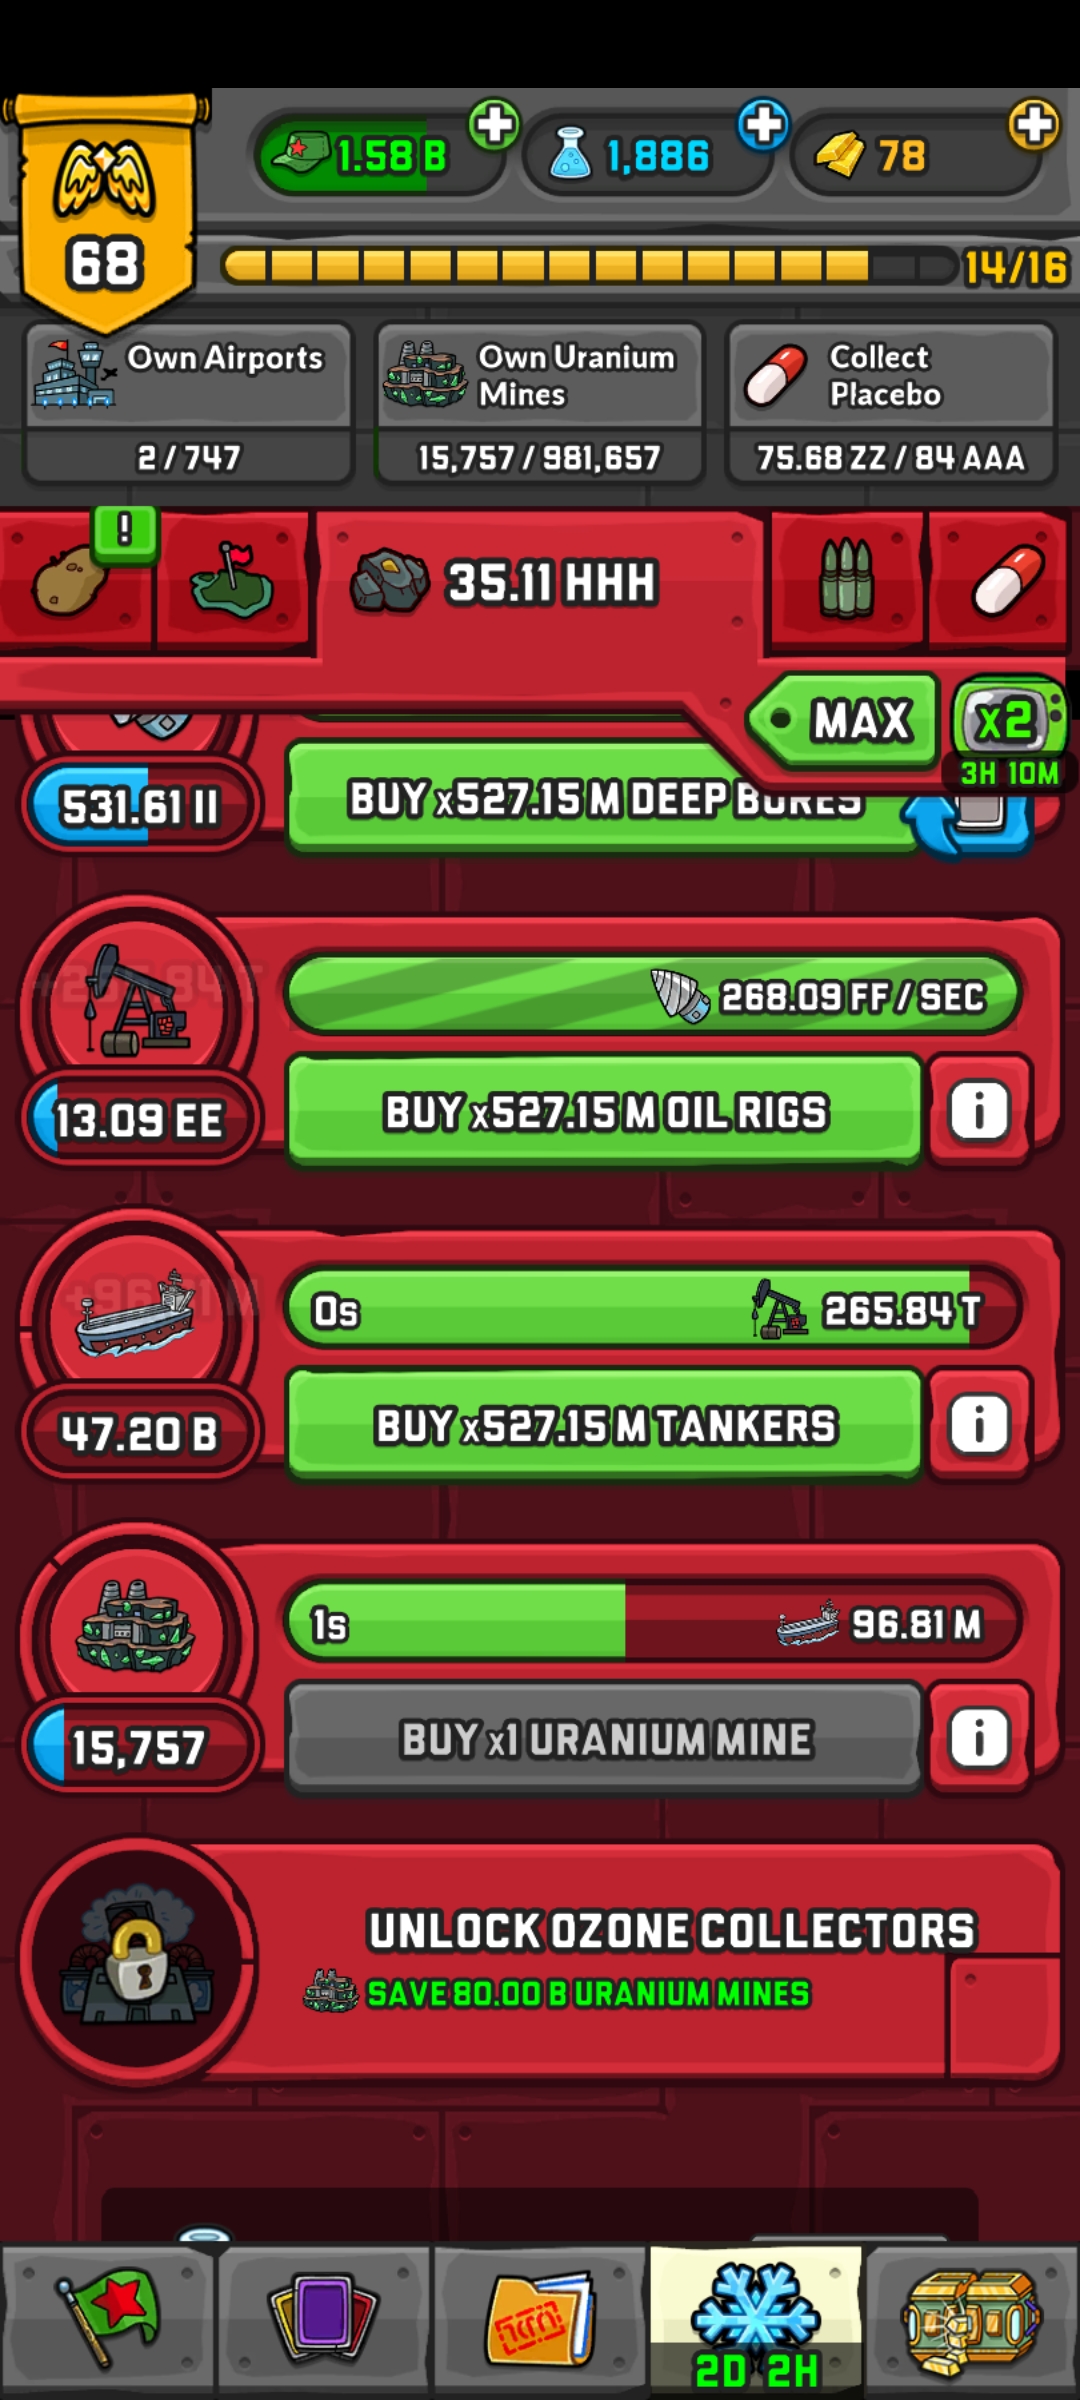 1.58 B
1,886
78
68
14/16
Own Airports
2 / 747
Own Uranium
Mines
15,757 / 981,657
Collect
Placebo
75.68 ZZ / 84 AAA
!
35.11 HHH
MAX
x2
3H 10M
531.61 II
BUY x527.15 M DEEP BORES
268.09 FF / SEC
13.09 EE
BUY x527.15 M OIL RIGS
i
0s
265.84 T
47.20 B
BUY x527.15 M TANKERS
i
1s
96.81 M
15,757
BUY x1 URANIUM MINE
i
UNLOCK OZONE COLLECTORS
SAVE 80.00 B URANIUM MINES
2D 2H